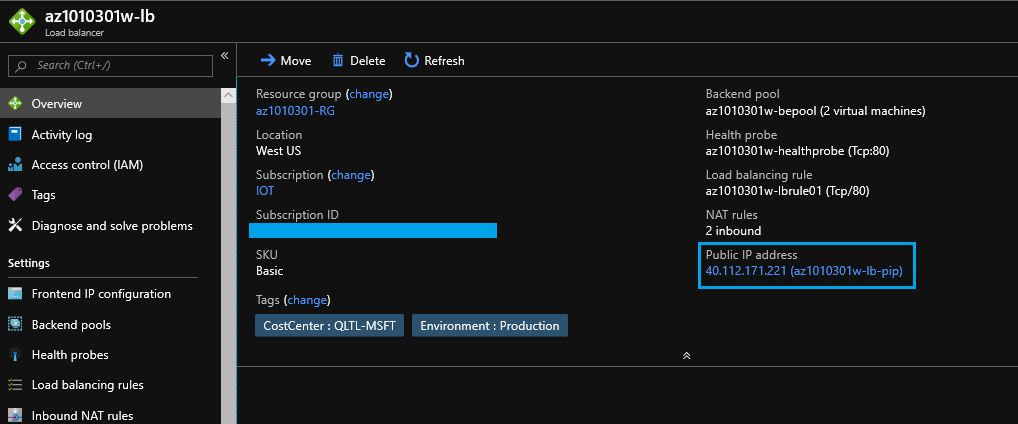 az1010301w-lb
Load balancer
Search (Ctrl+/)
«
Overview
Activity log
Access control (IAM)
Tags
Diagnose and solve problems
Settings
Frontend IP configuration
Backend pools
Health probes
Load balancing rules
Inbound NAT rules
Move Delete Refresh
Resource group (change)
az1010301-RG
Location
West US
Subscription (change)
IOT
Subscription ID
SKU
Basic
Tags (change)
CostCenter : QLTL-MSFT Environment : Production
Backend pool
az1010301w-bepool (2 virtual machines)
Health probe
az1010301w-healthprobe (Tcp:80)
Load balancing rule
az1010301w-lbrule01 (Tcp/80)
NAT rules
2 inbound
Public IP address
40.112.171.221 (az1010301w-lb-pip)